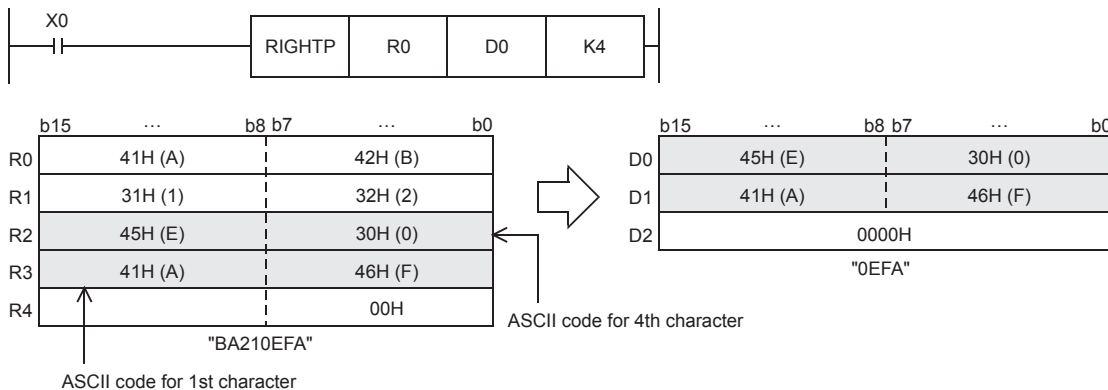 X0
RIGHTP R0 D0 K4
b15 ... b8 b7 ... b0
R0 41H (A) 42H (B)
R1 31H (1) 32H (2)
R2 45H (E) 30H (0)
R3 41H (A) 46H (F)
R4 00H
"BA210EFA"
ASCII code for 4th character
ASCII code for 1st character
b15 ... b8 b7 ... b0
D0 45H (E) 30H (0)
D1 41H (A) 46H (F)
D2 0000H
"0EFA"